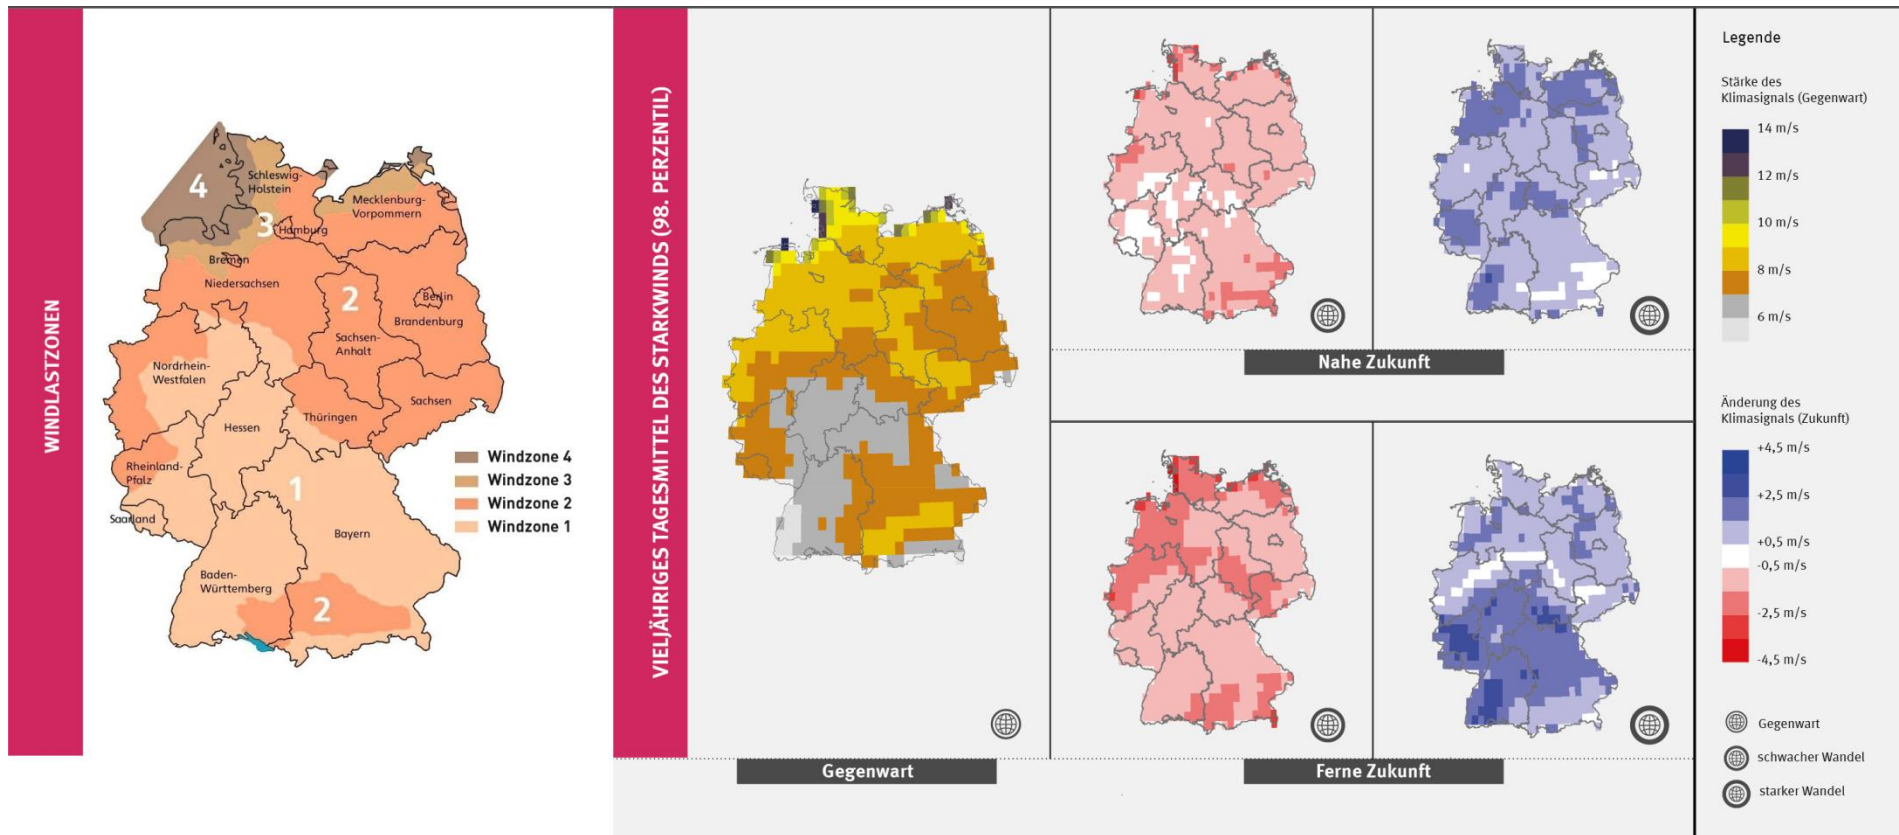 WINDLASTZONEN
4
Schleswig-
Holstein
Mecklenburg-
Vorpommern
3
Hamburg
Bremen
Niedersachsen
2
Berlin
Brandenburg
Sachsen-
Anhalt
Nordrhein-
Westfalen
Sachsen
Thüringen
Hessen
Rheinland-
Pfalz
1
Saarland
Bayern
Baden-
Württemberg
2
Windzone 4
Windzone 3
Windzone 2
Windzone 1
VIELJÄHRIGES TAGESMITTEL DES STARKWINDS (98. PERZENTIL)
Gegenwart
Nahe Zukunft
Ferne Zukunft
Legende
Stärke des
Klimasignals (Gegenwart)
14 m/s
12 m/s
10 m/s
8 m/s
6 m/s
Änderung des
Klimasignals (Zukunft)
+4,5 m/s
+2,5 m/s
+0,5 m/s
-0,5 m/s
-2,5 m/s
-4,5 m/s
Gegenwart
schwacher Wandel
starker Wandel